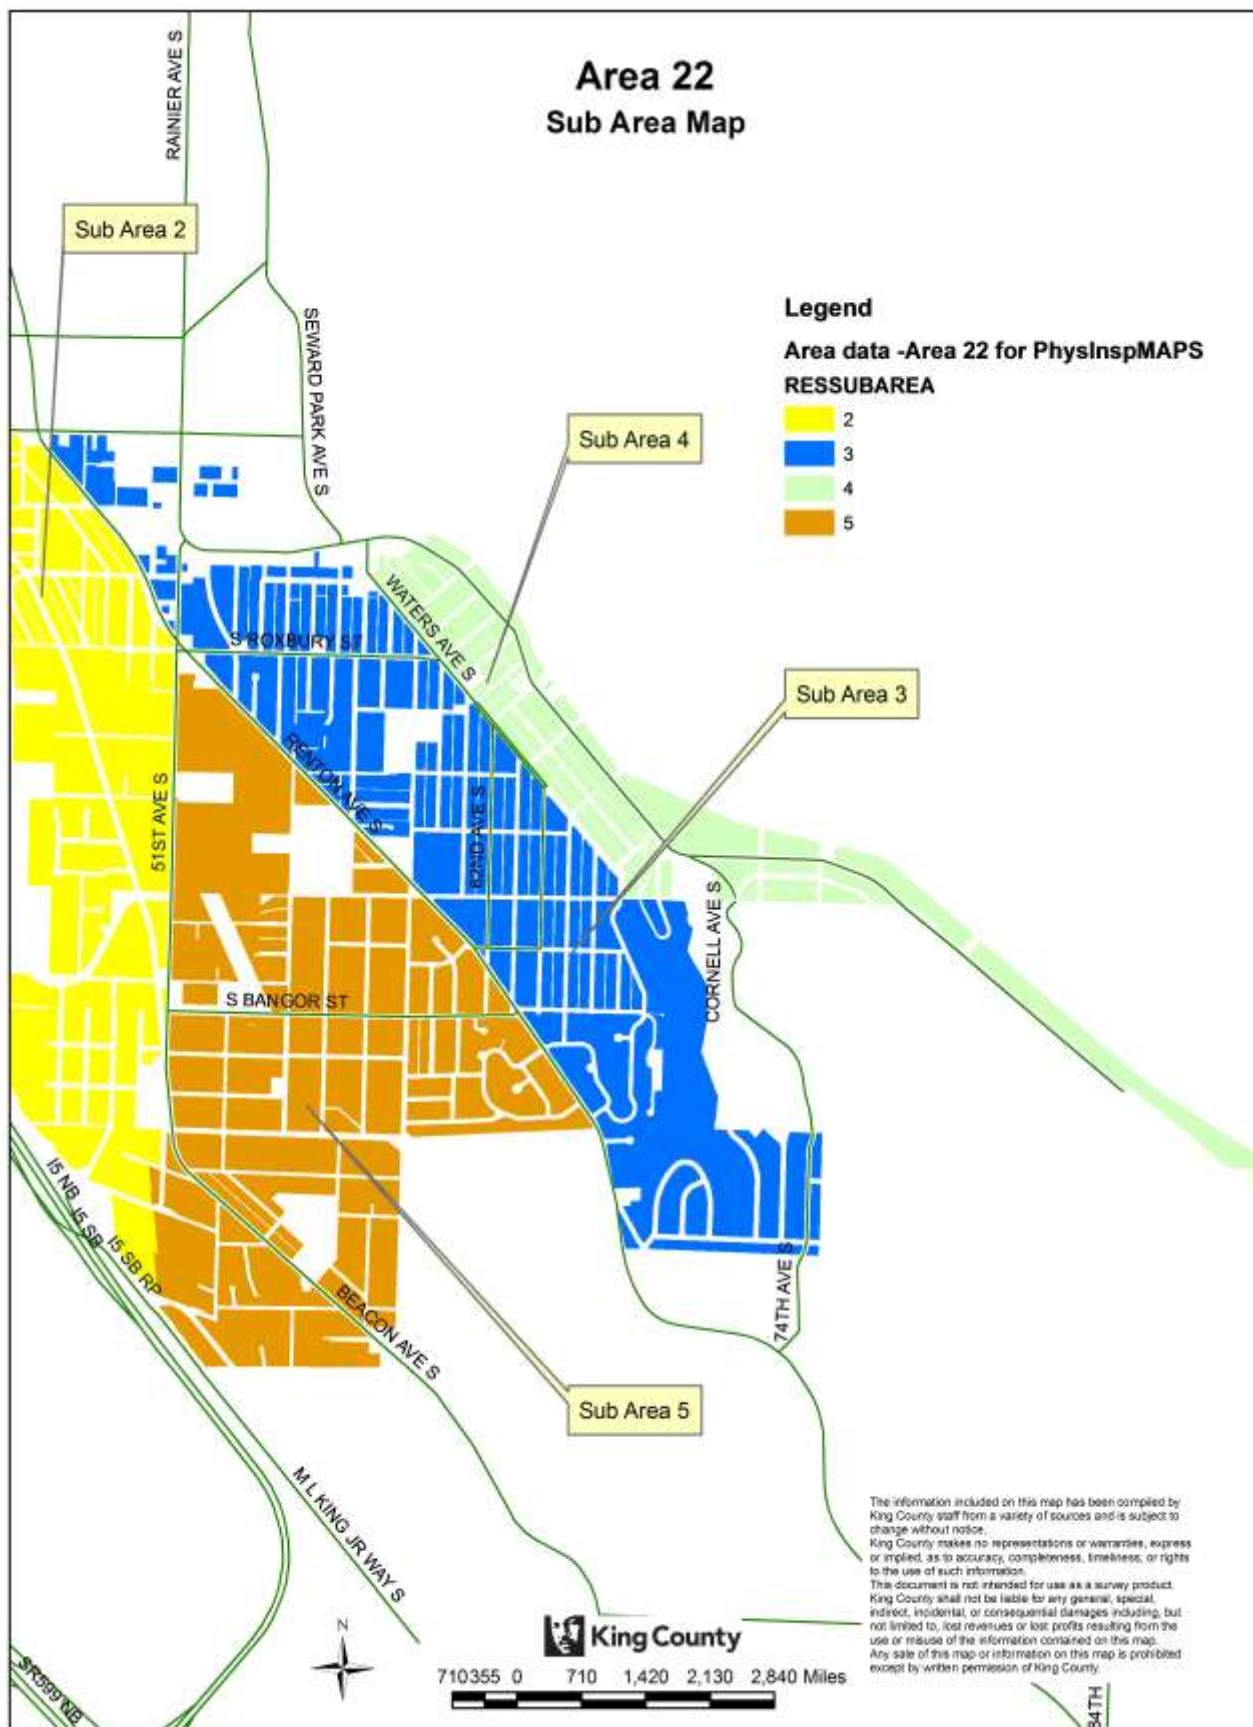 Area 22
Sub Area Map
RAINIER AVE S
Sub Area 2
SEWARD PARK AVE S
Legend
Area data -Area 22 for PhysInspMAPS
RESSUBAREA
2
3
4
5
Sub Area 4
WATERS AVE S
S ROXBURY ST
Sub Area 3
RENTON AVE S
51ST AVE S
62ND AVE S
CORNELL AVE S
S BANGOR ST
I5 NB
I5 SB
I5 SB RP
BEACON AVE S
74TH AVE S
Sub Area 5
M L KING JR WAY S
SR599 NB
84TH
The information included on this map has been compiled by
King County staff from a variety of sources and is subject to
change without notice.
King County makes no representations or warranties, express
or implied, as to accuracy, completeness, timeliness, or rights
to the use of such information.
This document is not intended for use as a survey product.
King County shall not be liable for any general, special,
indirect, incidental, or consequential damages including, but
not limited to, lost revenues or lost profits resulting from the
use or misuse of the information contained on this map.
Any sale of this map or information on this map is prohibited
except by written permission of King County.
N
King County
710 355 0 710 1,420 2,130 2,840 Miles